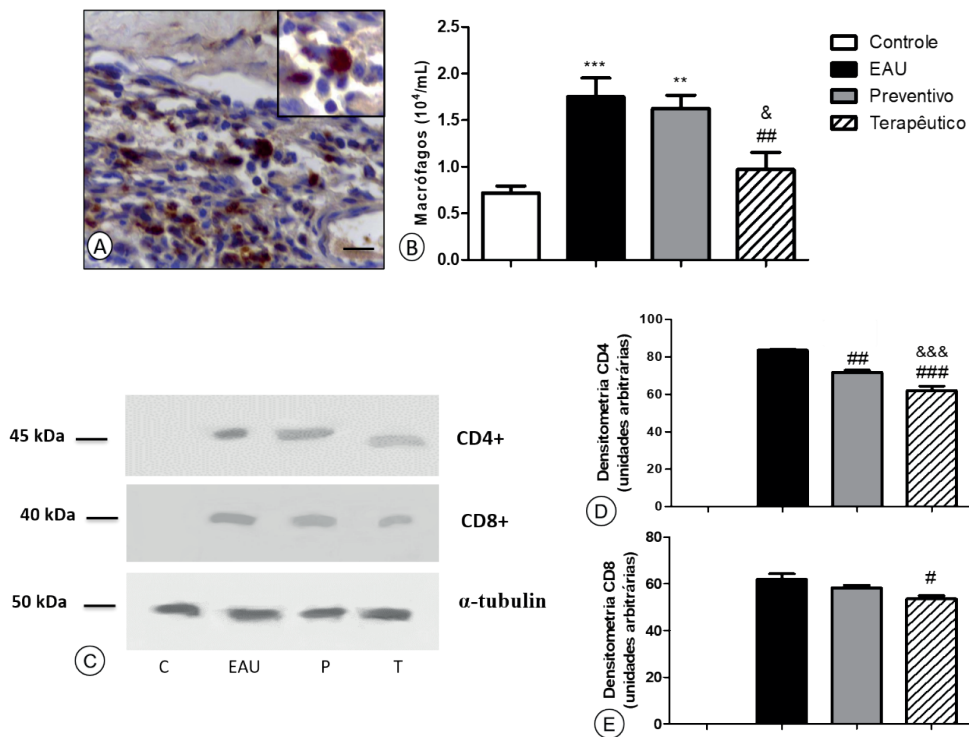 A
B
Macrófagos (10⁴/mL)
2.5
2.0
1.5
1.0
0.5
0.0
***
**
&
##
Controle
EAU
Preventivo
Terapêutico
45 kDa
CD4+
40 kDa
CD8+
50 kDa
α-tubulin
C
C EAU P T
D
Densitometria CD4
(unidades arbitrárias)
100
80
60
40
20
0
##
&&&
###
E
Densitometria CD8
(unidades arbitrárias)
80
60
40
20
0
#